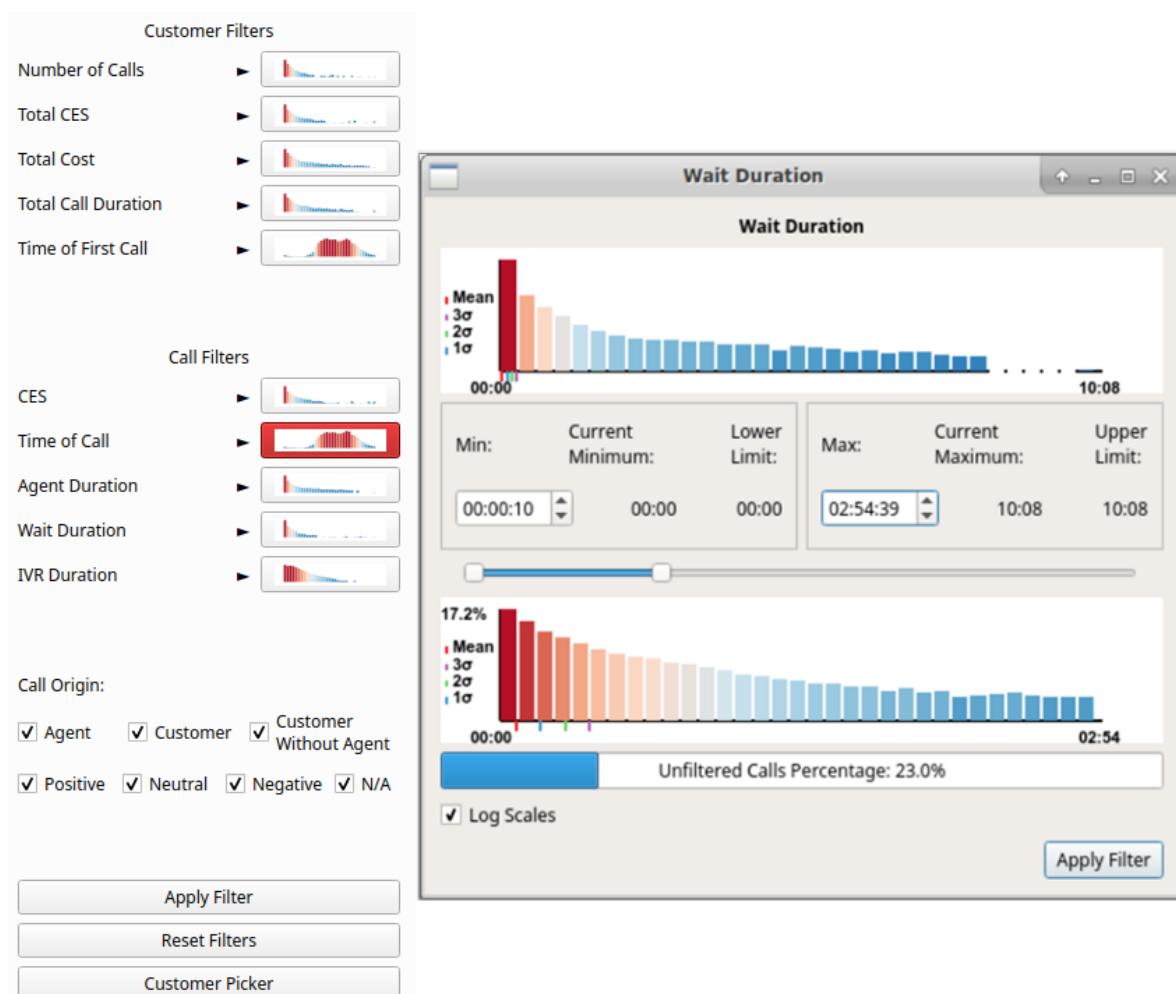 Customer Filters
Number of Calls
Total CES
Total Cost
Total Call Duration
Time of First Call
Call Filters
CES
Time of Call
Agent Duration
Wait Duration
IVR Duration
Call Origin:
Agent
Customer
Customer
Without Agent
Positive
Neutral
Negative
N/A
Apply Filter
Reset Filters
Customer Picker
Wait Duration
Wait Duration
Mean
3σ
2σ
1σ
00:00 10:08
Min: Current Minimum: Lower Limit:
00:00:10 00:00 00:00
Max: Current Maximum: Upper Limit:
02:54:39 10:08 10:08
17.2%
Mean
3σ
2σ
1σ
00:00 02:54
Unfiltered Calls Percentage: 23.0%
Log Scales
Apply Filter